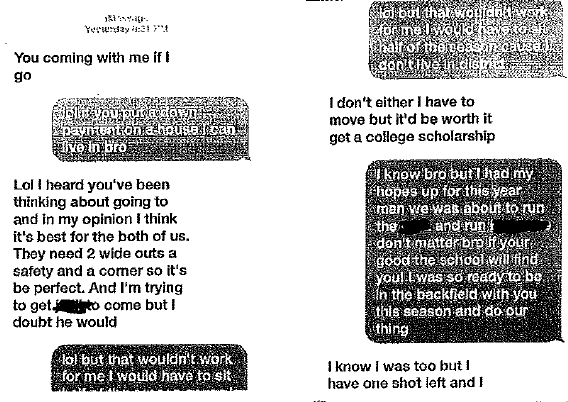 iMessage
Yesterday 4:21 PM
You coming with me if I
go
lol if you put a down
payment on a house I can
live in bro
Lol I heard you've been
thinking about going to
and in my opinion I think
it's best for the both of us.
They need 2 wide outs a
safety and a corner so it's
be perfect. And I'm trying
to get to come but I
doubt he would
lol but that wouldn't work
for me I would have to sit
lol but that wouldn't work
for me I would have to sit
half of the season cause I
don't live in district
I don't either I have to
move but it'd be worth it
get a college scholarship
I know bro but I had my
hopes up for this year
man we was about to run
the and run
don't matter bro if your
good the school will find
you! I was so ready to be
in the backfield with you
this season and do our
thing
I know I was too but I
have one shot left and I